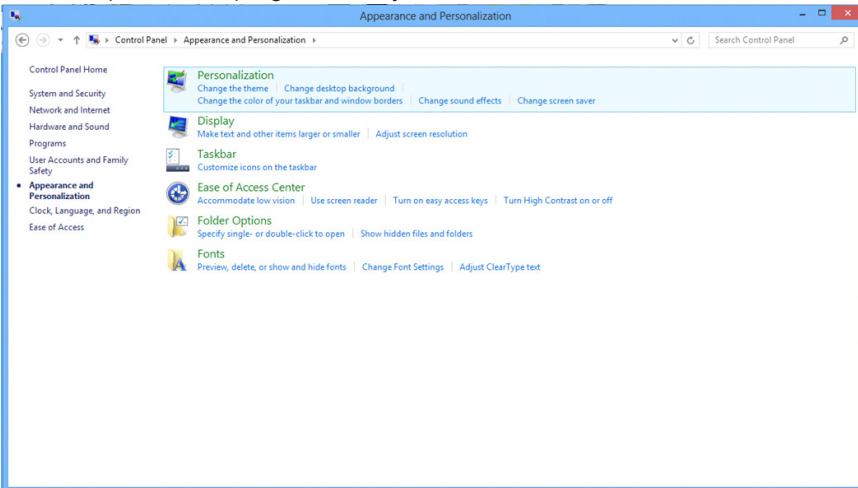 Appearance and Personalization
Control Panel Appearance and Personalization
Search Control Panel
Control Panel Home
System and Security
Network and Internet
Hardware and Sound
Programs
User Accounts and Family
Safety
Appearance and
Personalization
Clock, Language, and Region
Ease of Access
Personalization
Change the theme Change desktop background
Change the color of your taskbar and window borders Change sound effects Change screen saver
Display
Make text and other items larger or smaller Adjust screen resolution
Taskbar
Customize icons on the taskbar
Ease of Access Center
Accommodate low vision Use screen reader Turn on easy access keys Turn High Contrast on or off
Folder Options
Specify single- or double-click to open Show hidden files and folders
Fonts
Preview, delete, or show and hide fonts Change Font Settings Adjust ClearType text